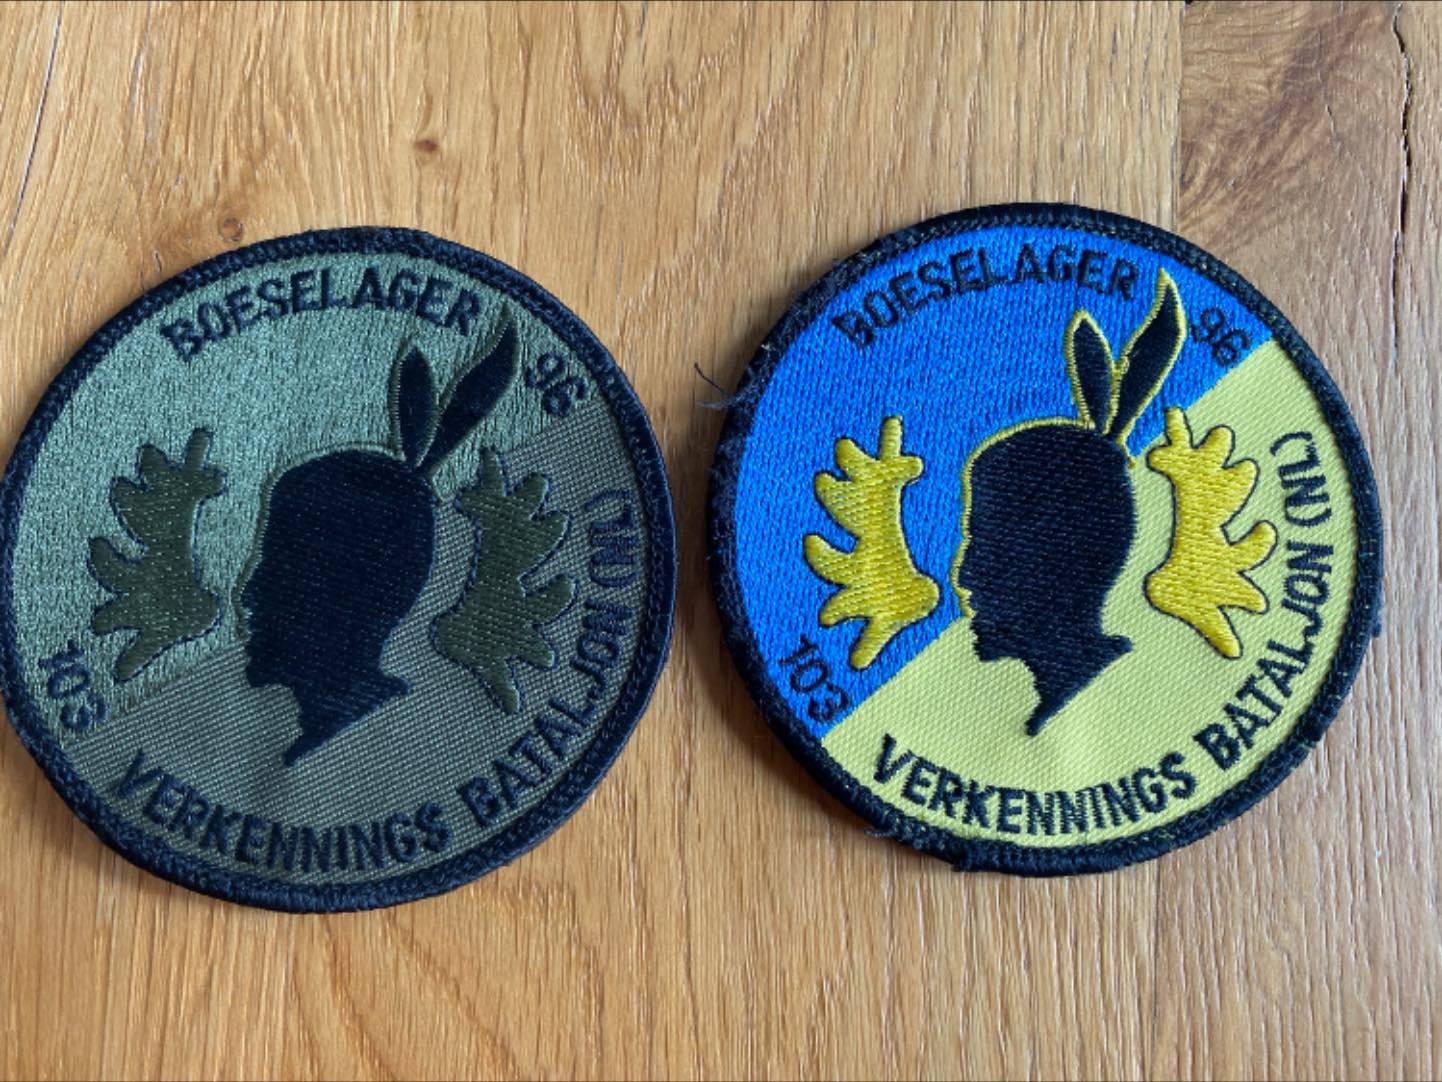 BOESELAGER 96
103 VERKENNINGS BATALJON (NL)
BOESELAGER 96
103 VERKENNINGS BATALJON (NL)